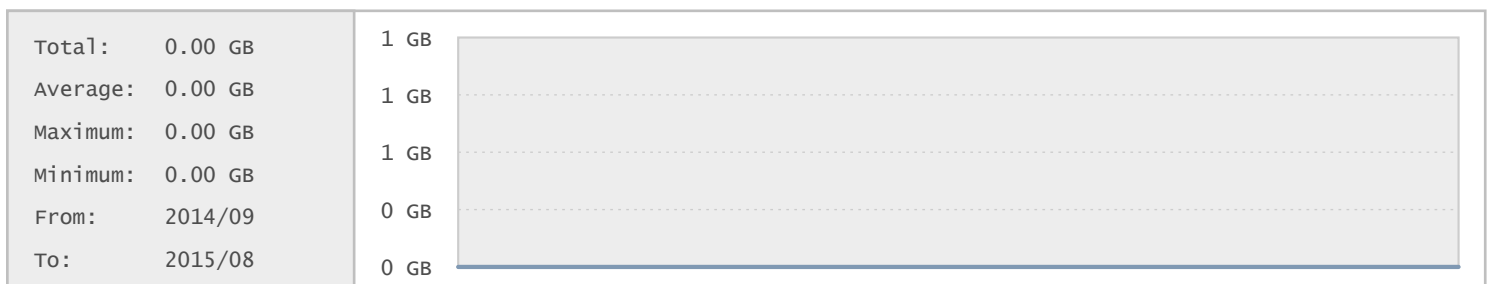 Total: 0.00 GB
Average: 0.00 GB
Maximum: 0.00 GB
Minimum: 0.00 GB
From: 2014/09
To: 2015/08
1 GB
1 GB
1 GB
0 GB
0 GB